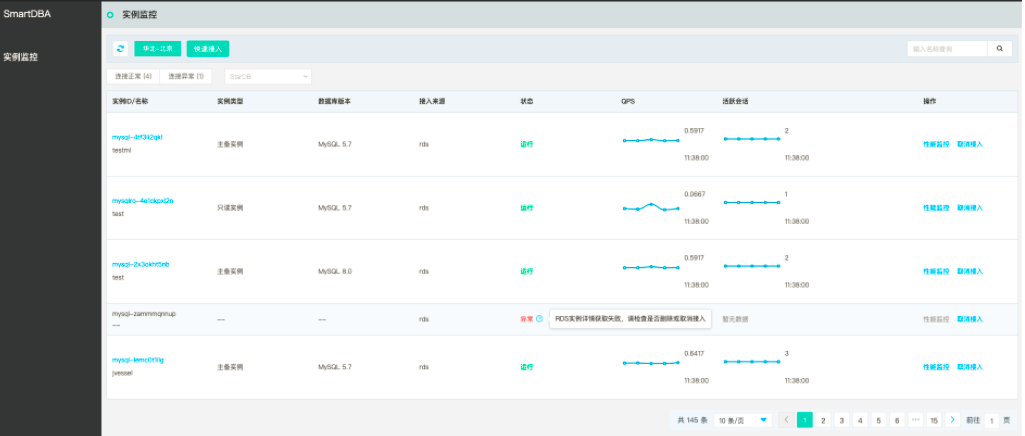 SmartDBA
实例监控
实例监控
华北-北京 快速接入 输入名称查询
连接正常 (4) 连接异常 (1) StarDB
实例ID/名称 实例类型 数据库版本 接入来源 状态 QPS 活跃会话 操作
mysql-4tf3ii2qkl
testml
主备实例 MySQL 5.7 rds 运行 0.5917 11:38:00 2 11:38:00 性能监控 取消接入
test
只读实例 MySQL 5.7 rds 运行 0.0667 11:38:00 1 11:38:00 性能监控 取消接入
mysql-2x3okht5nb
test
主备实例 MySQL 8.0 rds 运行 0.5917 11:38:00 2 11:38:00 性能监控 取消接入
mysql-zammmqnnup
--
-- -- rds 异常 RDS实例详情获取失败，请检查是否删除或取消接入 暂无数据 性能监控 取消接入
jvessel
主备实例 MySQL 5.7 rds 运行 0.6417 11:38:00 3 11:38:00 性能监控 取消接入
共 145 条 10 条/页 1 2 3 4 5 6 ··· 15 前往 1 页